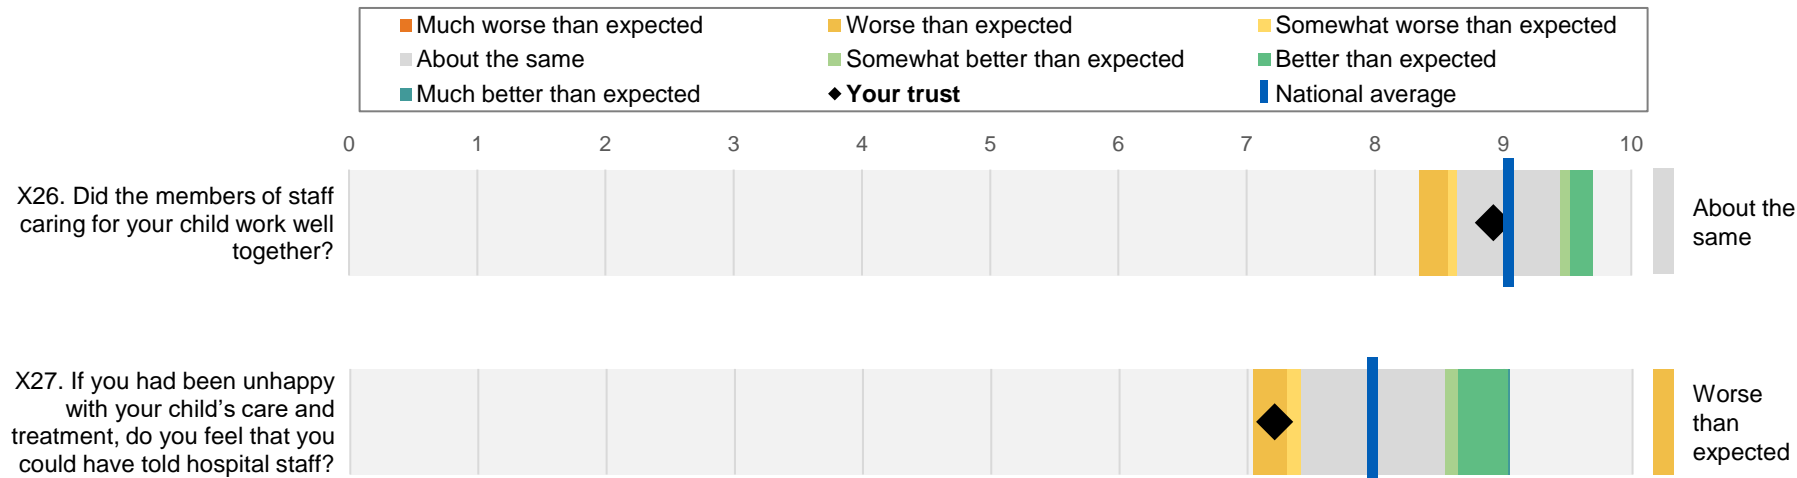 Much worse than expected
Worse than expected
Somewhat worse than expected
About the same
Somewhat better than expected
Better than expected
Much better than expected
Your trust
National average
0 1 2 3 4 5 6 7 8 9 10
X26. Did the members of staff
caring for your child work well
together?
About the
same
X27. If you had been unhappy
with your child’s care and
treatment, do you feel that you
could have told hospital staff?
Worse
than
expected